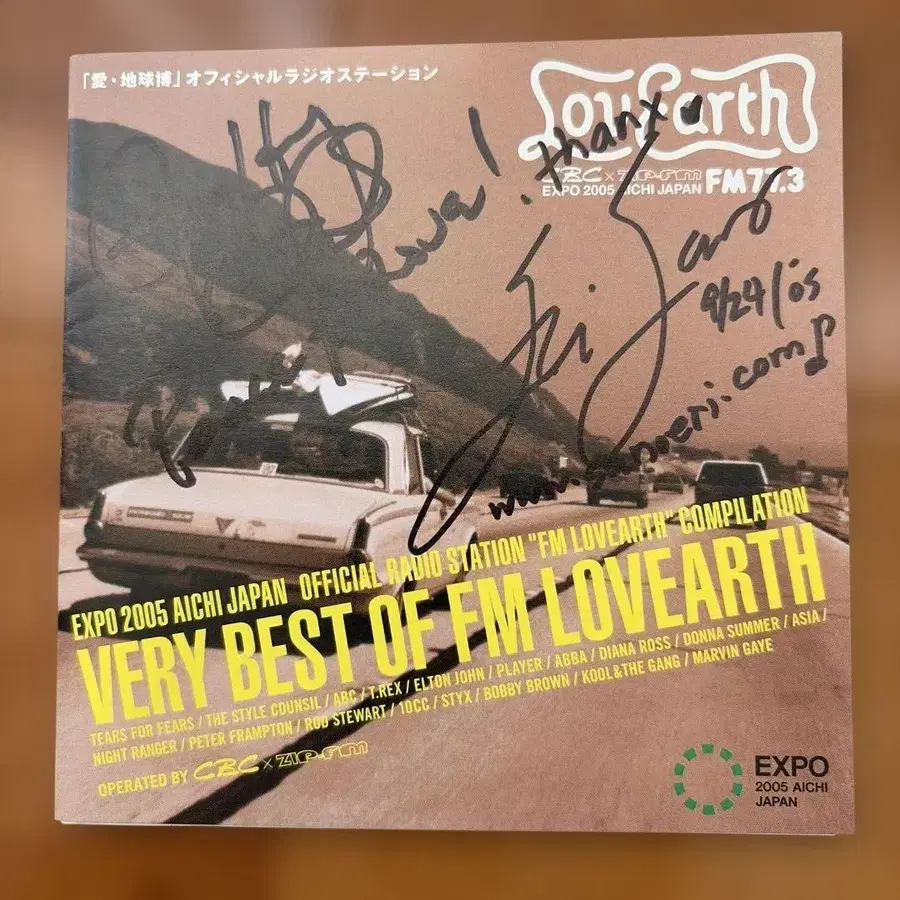 「愛・地球博」オフィシャルラジオステーション
LovEarth
CBC × ZIP-FM
EXPO 2005 AICHI JAPAN FM77.3
Peace
! thanx
9/24/'05
EXPO 2005 AICHI JAPAN OFFICIAL RADIO STATION "FM LOVEARTH" COMPILATION
VERY BEST OF FM LOVEARTH
TEARS FOR FEARS / THE STYLE COUNSIL / ABC / T.REX / ELTON JOHN / PLAYER / ABBA / DIANA ROSS / DONNA SUMMER / ASIA /
NIGHT RANGER / PETER FRAMPTON / ROD STEWART / 10CC / STYX / BOBBY BROWN / KOOL&THE GANG / MARVIN GAYE
OPERATED BY CBC × ZIP-FM
EXPO
2005 AICHI
JAPAN